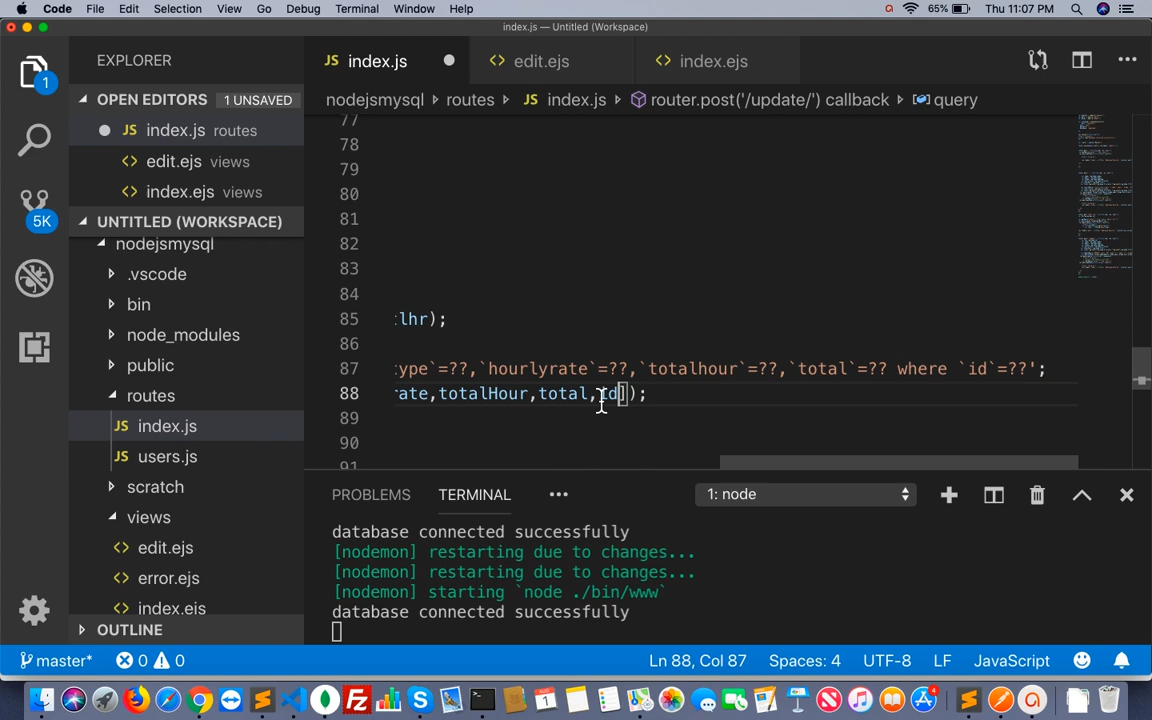 Code File Edit Selection View Go Debug Terminal Window Help 65% Thu 11:07 PM
index.js — Untitled (Workspace)
EXPLORER
OPEN EDITORS 1 UNSAVED
index.js routes
edit.ejs views
index.ejs views
UNTITLED (WORKSPACE)
nodejsmysql
.vscode
bin
node_modules
public
routes
index.js
users.js
scratch
views
edit.ejs
error.ejs
index.ejs
OUTLINE
1
5K
JS index.js
edit.ejs
index.ejs
nodejsmysql routes JS index.js router.post('/update/') callback query
77
78
79
80
81
82
83
84
85 lhr);
86
87 ype`=??,`hourlyrate`=??,`totalhour`=??,`total`=?? where `id`=??';
88 rate,totalHour,total,id]);
89
90
91
PROBLEMS TERMINAL ••• 1: node
database connected successfully
[nodemon] restarting due to changes...
[nodemon] restarting due to changes...
[nodemon] starting `node ./bin/www`
database connected successfully
master* 0 0 Ln 88, Col 87 Spaces: 4 UTF-8 LF JavaScript